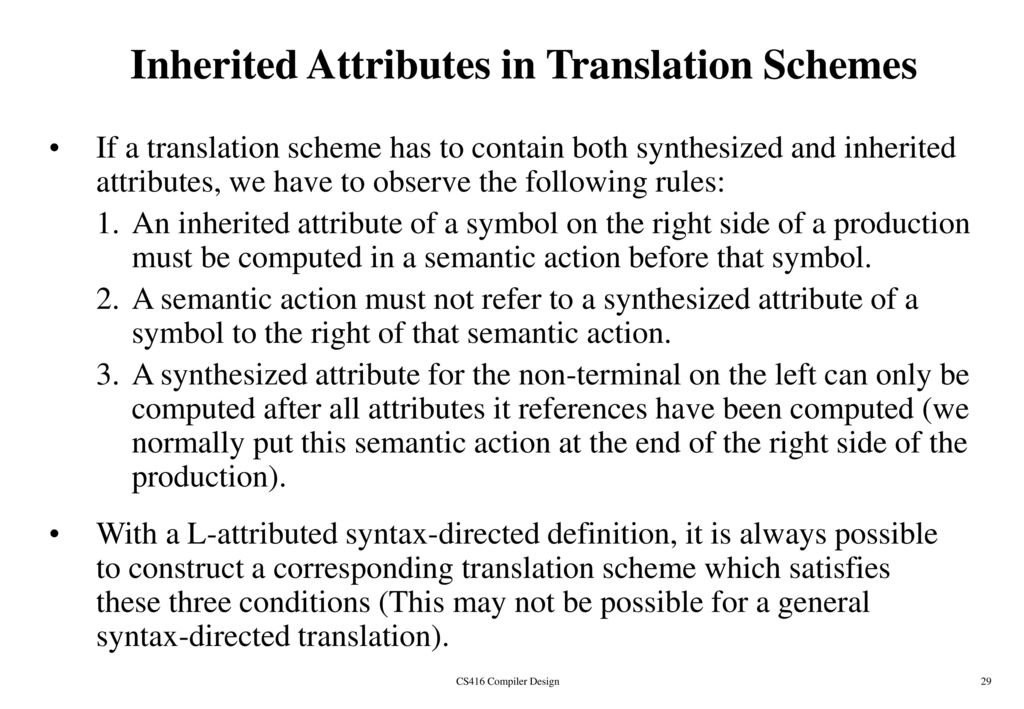 Inherited Attributes in Translation Schemes
• If a translation scheme has to contain both synthesized and inherited
attributes, we have to observe the following rules:
1. An inherited attribute of a symbol on the right side of a production
must be computed in a semantic action before that symbol.
2. A semantic action must not refer to a synthesized attribute of a
symbol to the right of that semantic action.
3. A synthesized attribute for the non-terminal on the left can only be
computed after all attributes it references have been computed (we
normally put this semantic action at the end of the right side of the
production).
• With a L-attributed syntax-directed definition, it is always possible
to construct a corresponding translation scheme which satisfies
these three conditions (This may not be possible for a general
syntax-directed translation).
CS416 Compiler Design
29